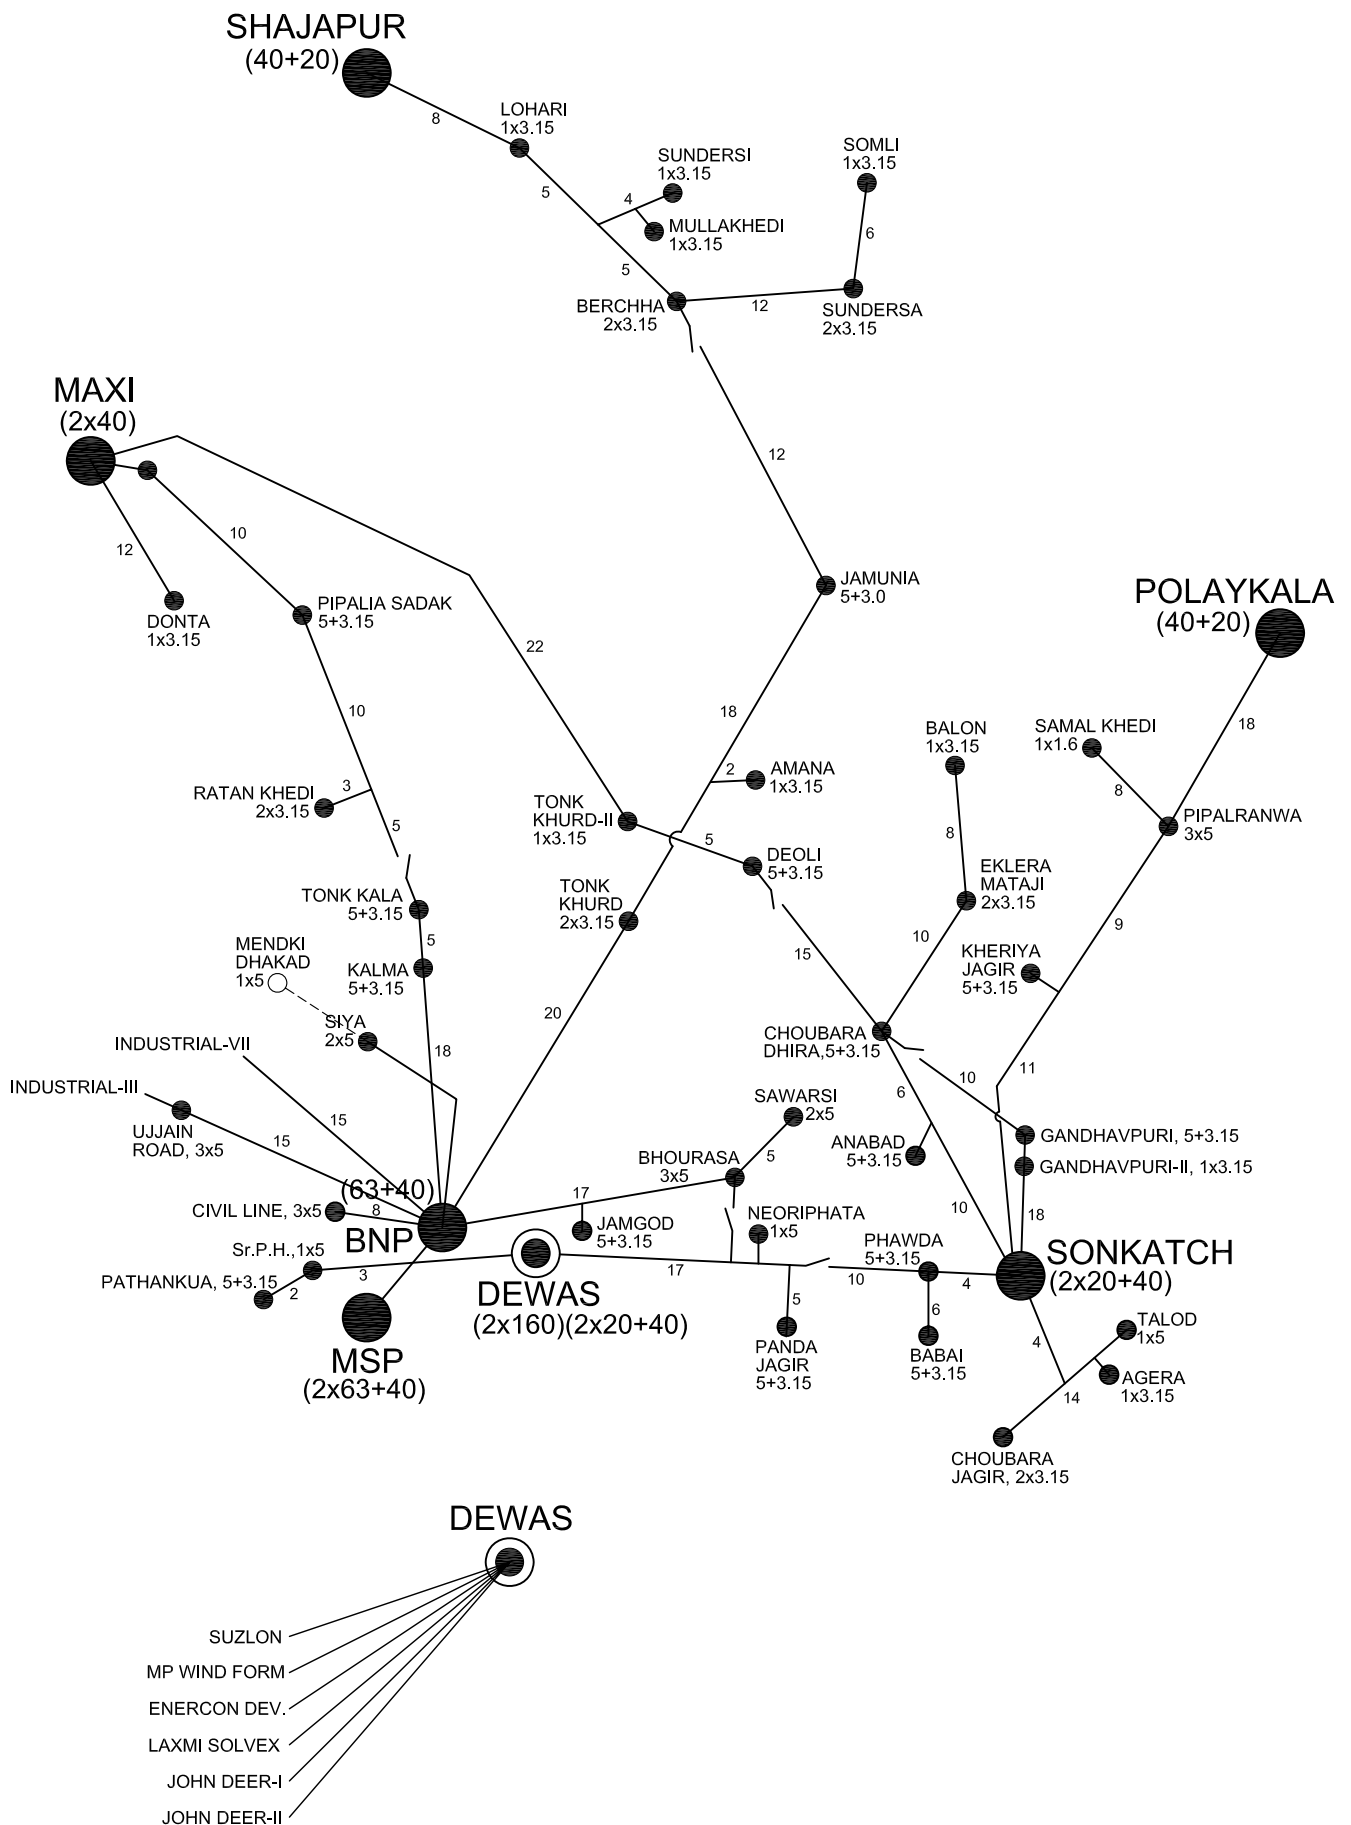 SHAJAPUR
(40+20)
8
LOHARI
1x3.15
5
SUNDERSI
1x3.15
4
MULLAKHEDI
1x3.15
SOMLI
1x3.15
6
5
BERCHHA
2x3.15
12
SUNDERSA
2x3.15
MAXI
(2x40)
12
10
12
DONTA
1x3.15
PIPALIA SADAK
5+3.15
JAMUNIA
5+3.0
POLAYKALA
(40+20)
22
10
18
BALON
1x3.15
SAMAL KHEDI
1x1.6
18
RATAN KHEDI
2x3.15
3
2
AMANA
1x3.15
8
5
TONK
KHURD-II
1x3.15
5
8
PIPALRANWA
3x5
DEOLI
5+3.15
EKLERA
MATAJI
2x3.15
TONK KALA
5+3.15
TONK
KHURD
2x3.15
9
5
10
15
MENDKI
DHAKAD
1x5
KALMA
5+3.15
KHERIYA
JAGIR
5+3.15
SIYA
2x5
20
CHOUBARA
DHIRA,5+3.15
INDUSTRIAL-VII
18
11
10
INDUSTRIAL-III
15
6
SAWARSI
2x5
UJJAIN
ROAD, 3x5
15
ANABAD
5+3.15
GANDHAVPURI, 5+3.15
BHOURASA
3x5
5
GANDHAVPURI-II, 1x3.15
(63+40)
CIVIL LINE, 3x5
8
17
NEORIPHATA
1x5
10
18
BNP
JAMGOD
5+3.15
PHAWDA
5+3.15
SONKATCH
(2x20+40)
Sr.P.H.,1x5
PATHANKUA, 5+3.15
2
3
17
10
4
DEWAS
(2x160)(2x20+40)
5
6
MSP
(2x63+40)
PANDA
JAGIR
5+3.15
BABAI
5+3.15
4
TALOD
1x5
AGERA
1x3.15
14
CHOUBARA
JAGIR, 2x3.15
DEWAS
SUZLON
MP WIND FORM
ENERCON DEV.
LAXMI SOLVEX
JOHN DEER-I
JOHN DEER-II